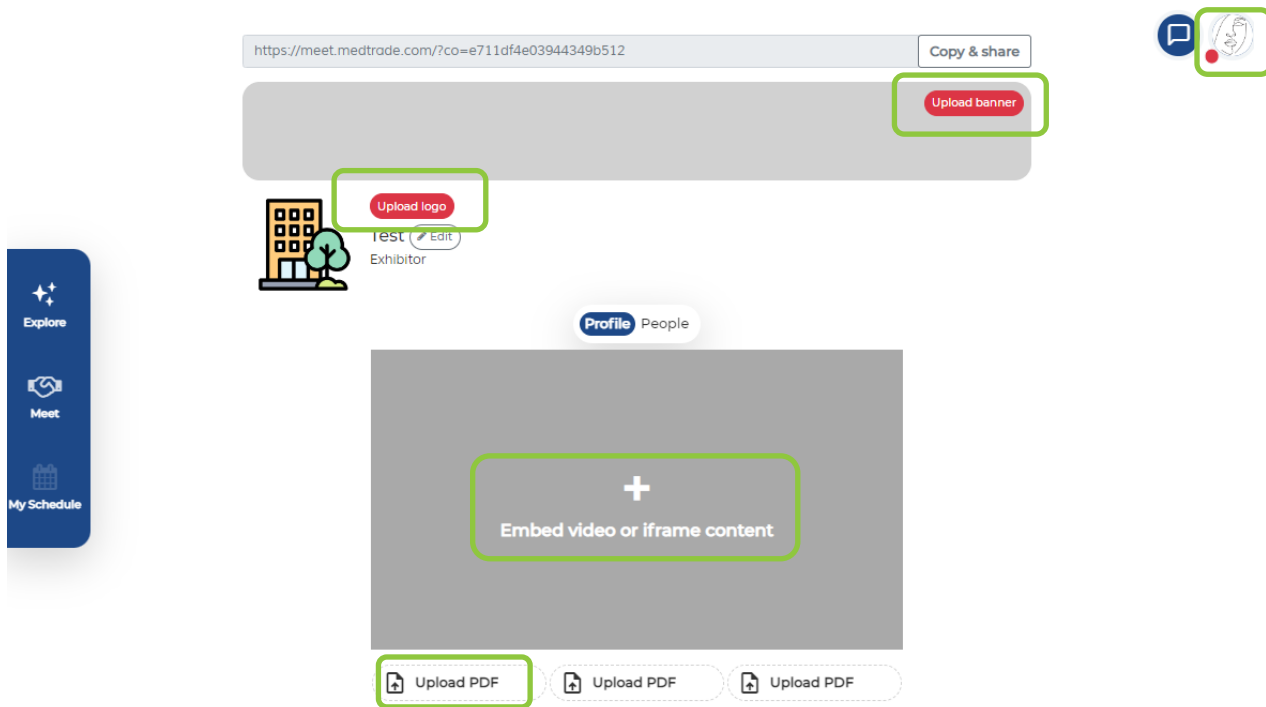 https://meet.medtrade.com/?co=e711df4e03944349b512
Copy & share
Upload banner
Upload logo
Test Edit
Exhibitor
Explore
Meet
My Schedule
Profile People
Embed video or iframe content
Upload PDF Upload PDF Upload PDF